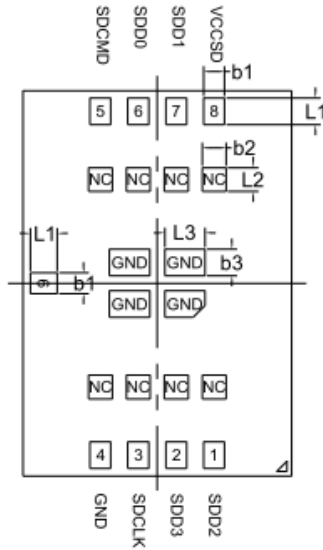 SDCMD SDD0 SDD1 VCCSD
b1
5 6 7 8 L1
b2
NC NC NC NC L2
L1 L3
GND GND b3
9 b1
GND GND
NC NC NC NC
4 3 2 1
GND SDCLK SDD3 SDD2